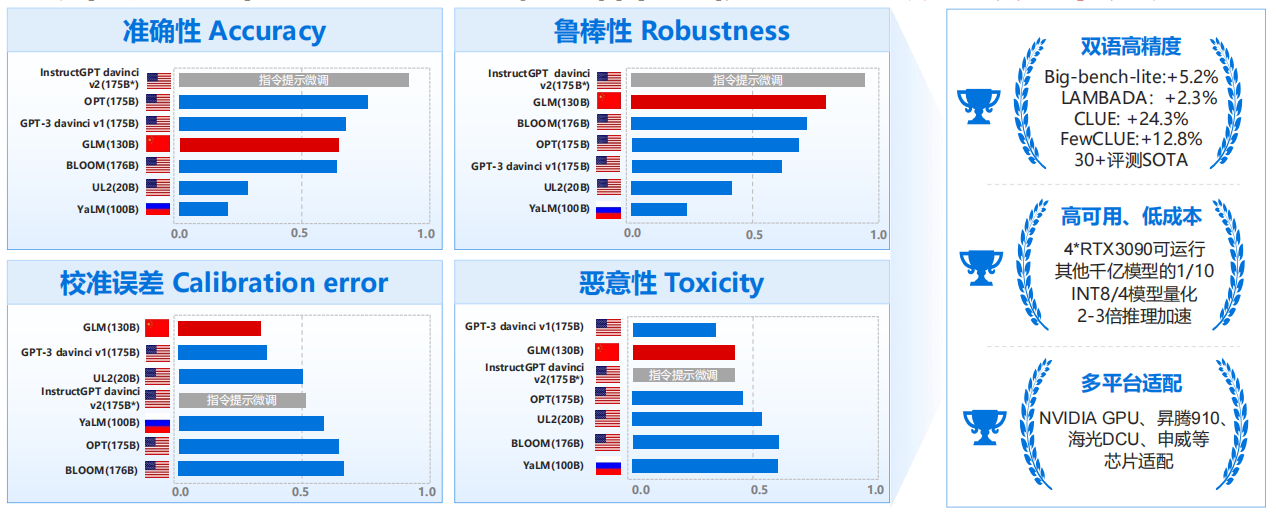 准确性 Accuracy
InstructGPT davinci
v2(175B*)
指令提示微调
OPT(175B)
GPT-3 davinci v1(175B)
GLM(130B)
BLOOM(176B)
UL2(20B)
YaLM(100B)
0.0 0.5 1.0
鲁棒性 Robustness
InstructGPT davinci
v2(175B*)
指令提示微调
GLM(130B)
BLOOM(176B)
OPT(175B)
GPT-3 davinci v1(175B)
UL2(20B)
YaLM(100B)
0.0 0.5 1.0
校准误差 Calibration error
GLM(130B)
GPT-3 davinci v1(175B)
UL2(20B)
InstructGPT davinci
v2(175B*)
指令提示微调
YaLM(100B)
OPT(175B)
BLOOM(176B)
0.0 0.5 1.0
恶意性 Toxicity
GPT-3 davinci v1(175B)
GLM(130B)
InstructGPT davinci
v2(175B*)
指令提示微调
OPT(175B)
UL2(20B)
BLOOM(176B)
YaLM(100B)
0.0 0.5 1.0
双语高精度
Big-bench-lite:+5.2%
LAMBADA：+2.3%
CLUE: +24.3%
FewCLUE:+12.8%
30+评测SOTA
高可用、低成本
4*RTX3090可运行
其他千亿模型的1/10
INT8/4模型量化
2-3倍推理加速
多平台适配
NVIDIA GPU、昇腾910、
海光DCU、申威等
芯片适配